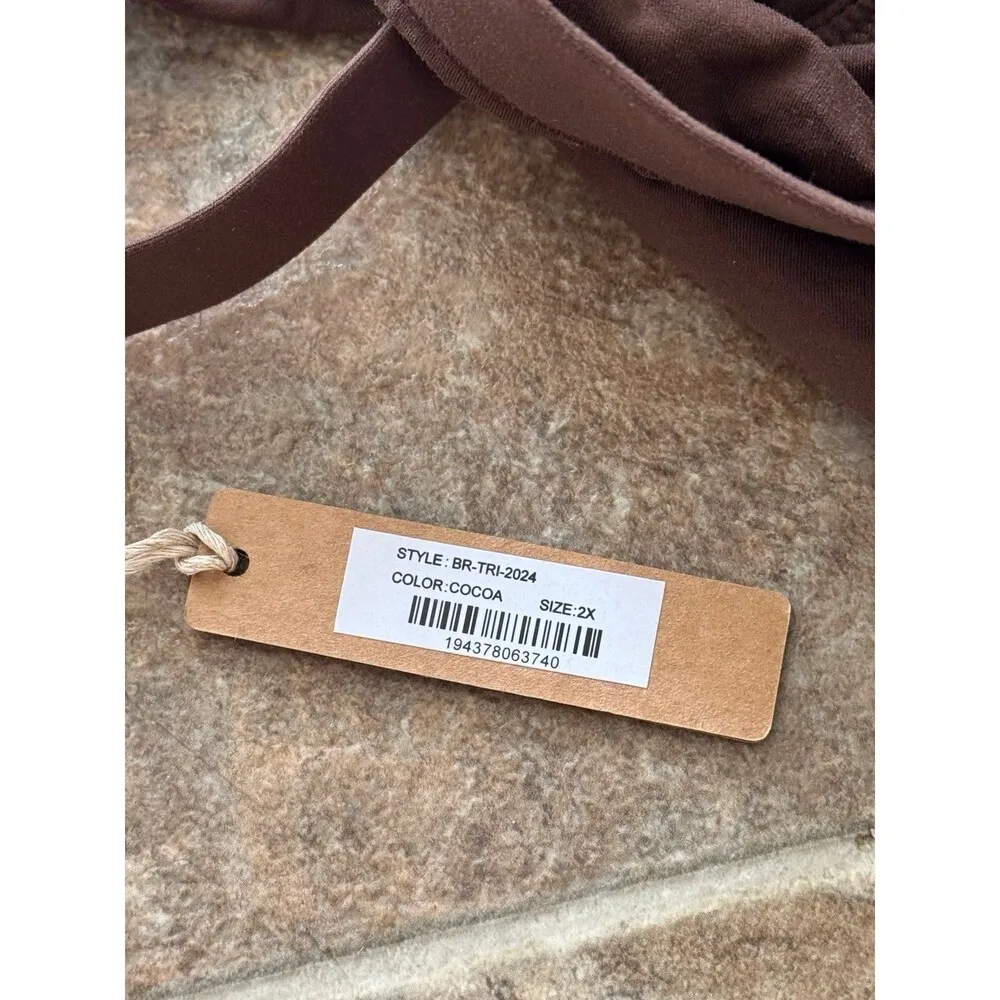 STYLE: BR-TRI-2024
COLOR:COCOA SIZE:2X
194378063740